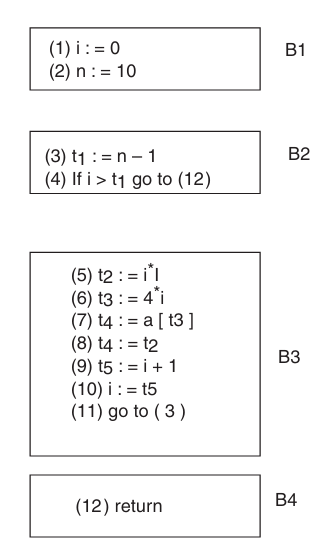 (1) i : = 0
(2) n : = 10
B1
(3) t1 : = n – 1
(4) If i > t1 go to (12)
B2
(5) t2 : = i*I
(6) t3 : = 4*i
(7) t4 : = a [ t3 ]
(8) t4 : = t2
(9) t5 : = i + 1
(10) i : = t5
(11) go to ( 3 )
B3
(12) return
B4